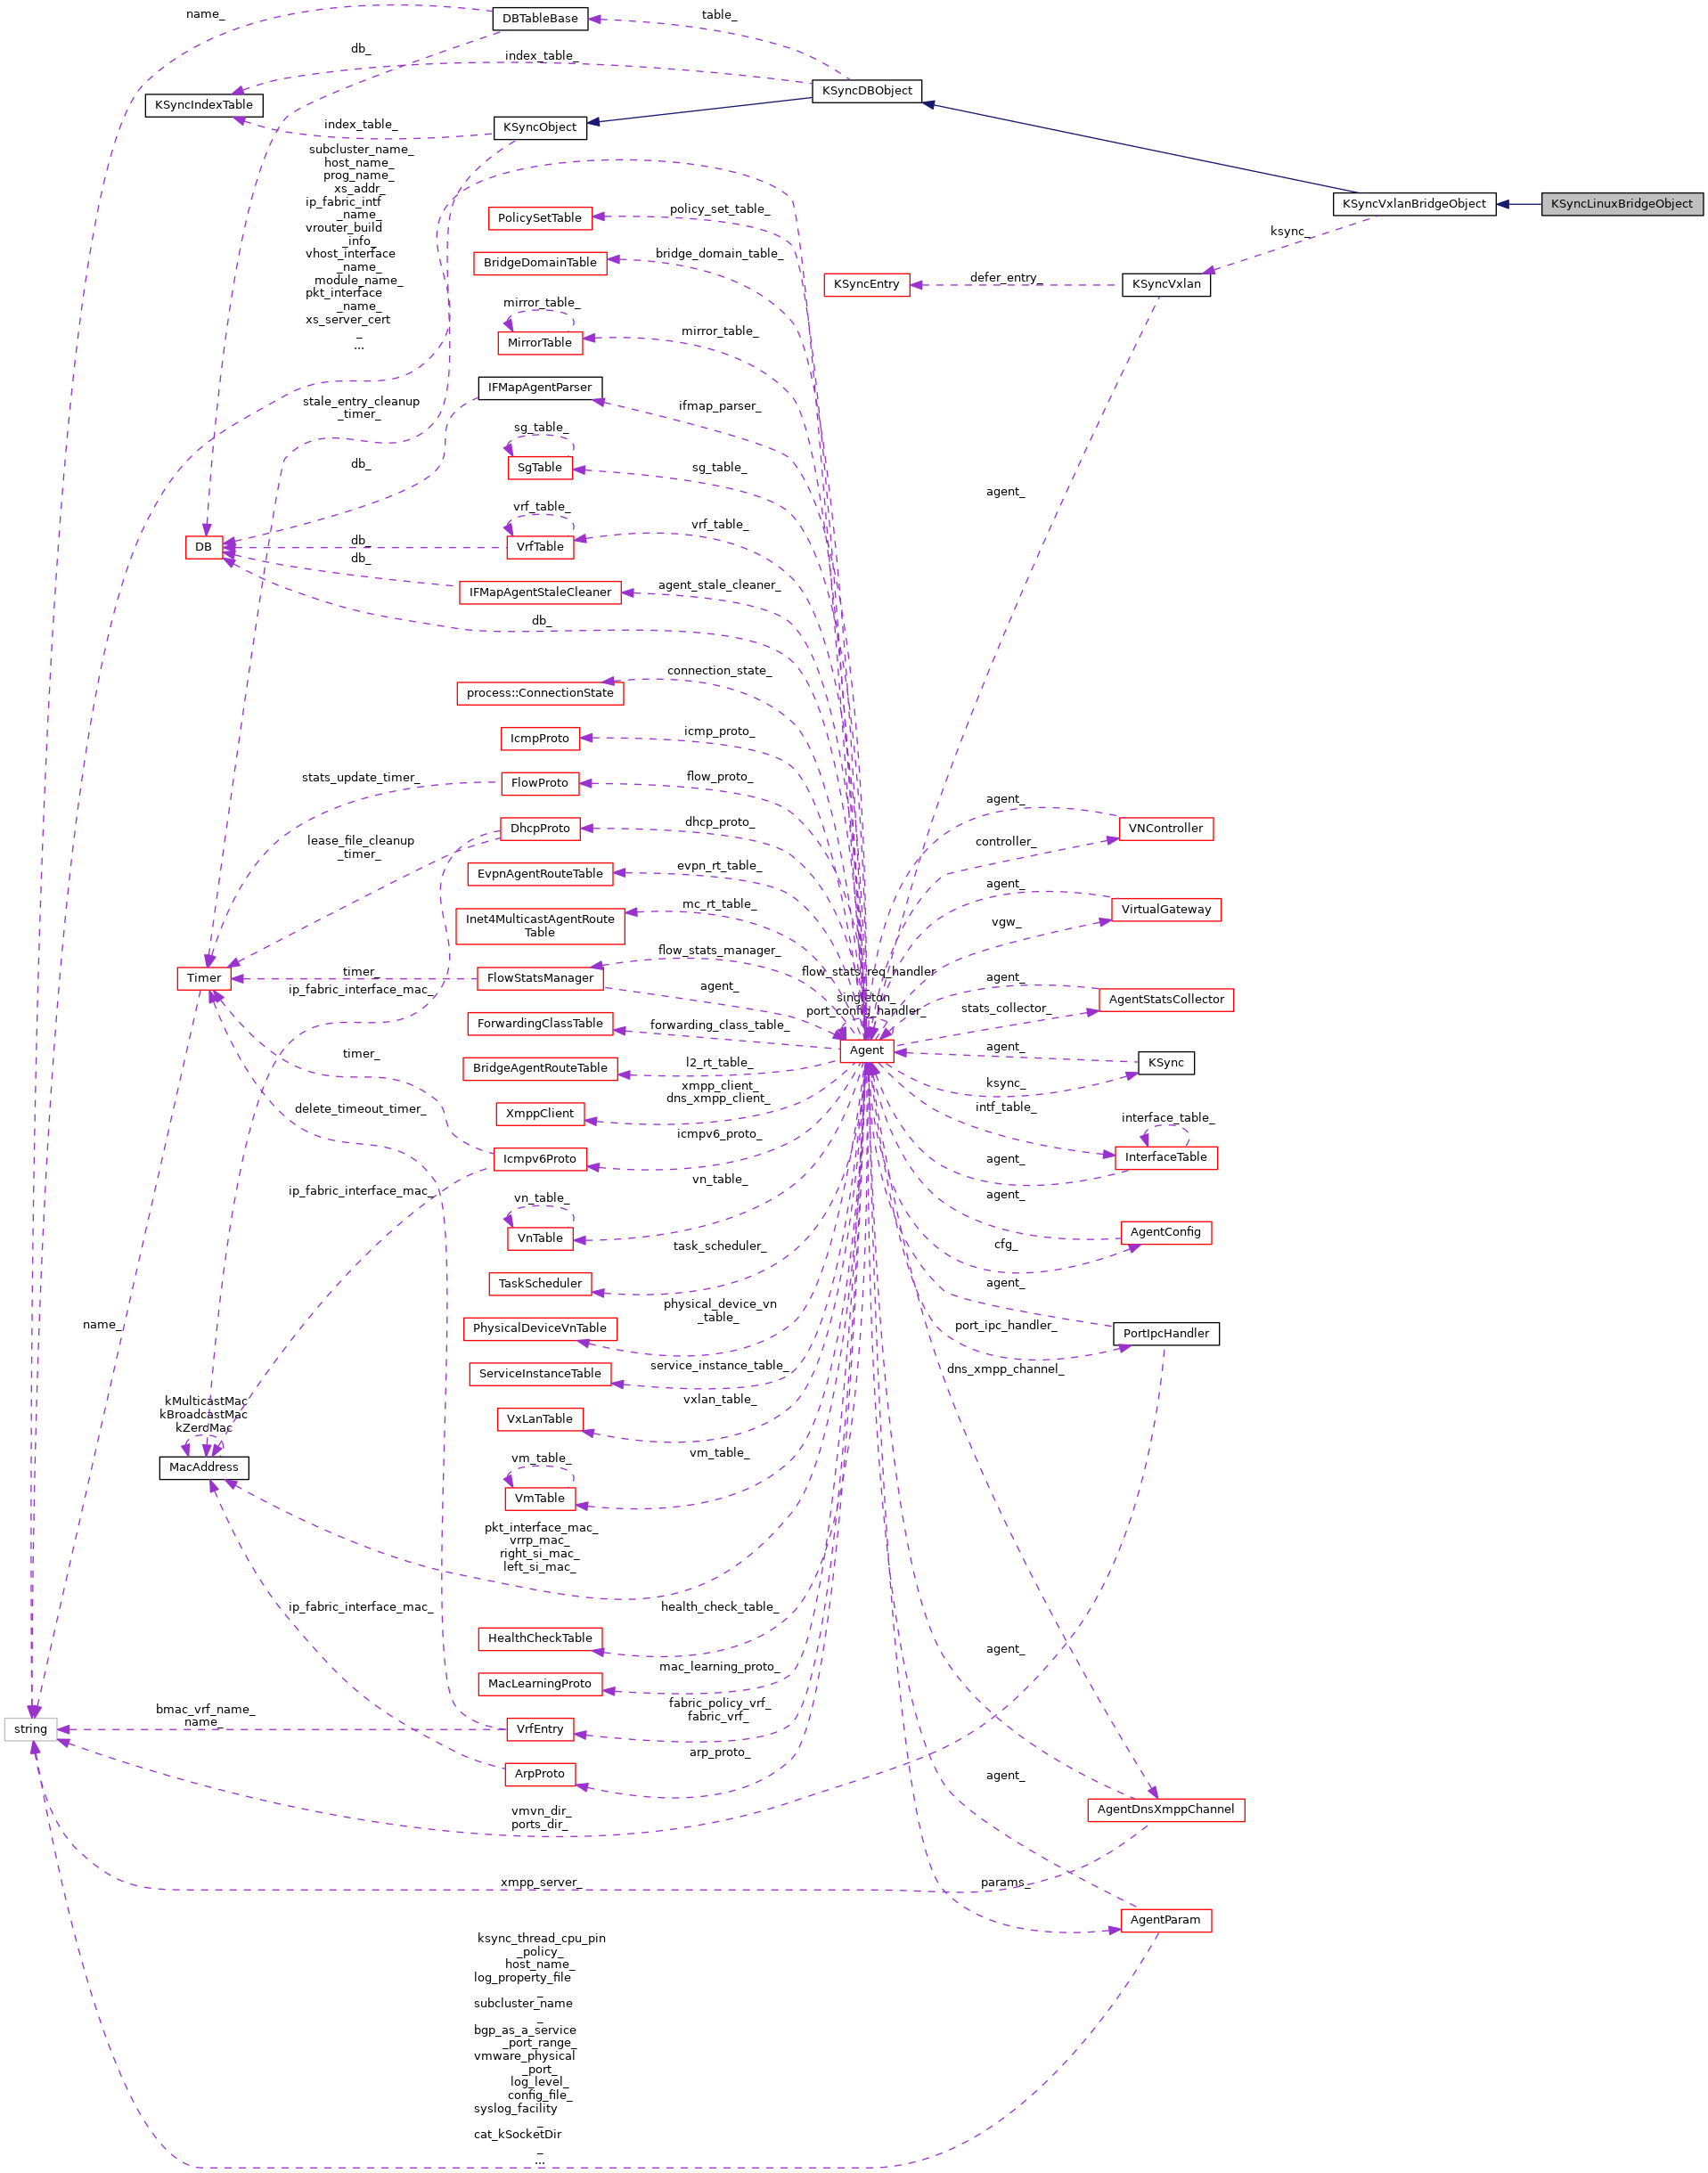 name_
DBTableBase
table_
db_
index_table_
KSyncDBObject
KSyncIndexTable
index_table_
KSyncObject
subcluster_name_
host_name_
prog_name_
xs_addr_
ip_fabric_intf
_name_
vrouter_build
_info_
vhost_interface
_name_
module_name_
pkt_interface
_name_
xs_server_cert
_
...
KSyncVxlanBridgeObject
KSyncLinuxBridgeObject
PolicySetTable
policy_set_table_
ksync_
BridgeDomainTable
bridge_domain_table_
KSyncEntry
defer_entry_
KSyncVxlan
mirror_table_
MirrorTable
mirror_table_
IFMapAgentParser
ifmap_parser_
stale_entry_cleanup
_timer_
sg_table_
SgTable
sg_table_
db_
agent_
vrf_table_
VrfTable
vrf_table_
DB
db_
db_
IFMapAgentStaleCleaner
agent_stale_cleaner_
db_
process::ConnectionState
connection_state_
IcmpProto
icmp_proto_
stats_update_timer_
FlowProto
flow_proto_
agent_
VNController
controller_
DhcpProto
dhcp_proto_
lease_file_cleanup
_timer_
EvpnAgentRouteTable
evpn_rt_table_
agent_
VirtualGateway
vgw_
Inet4MulticastAgentRoute
Table
mc_rt_table_
flow_stats_manager_
Timer
timer_
ip_fabric_interface_mac_
FlowStatsManager
agent_
flow_stats_req_handler
_
singleton_
port_config_handler_
agent_
AgentStatsCollector
stats_collector_
ForwardingClassTable
forwarding_class_table_
Agent
agent_
KSync
ksync_
timer_
BridgeAgentRouteTable
l2_rt_table_
xmpp_client_
dns_xmpp_client_
XmppClient
delete_timeout_timer_
intf_table_
interface_table_
InterfaceTable
agent_
Icmpv6Proto
icmpv6_proto_
ip_fabric_interface_mac_
vn_table_
vn_table_
VnTable
agent_
AgentConfig
cfg_
TaskScheduler
task_scheduler_
agent_
port_ipc_handler_
PortIpcHandler
name_
PhysicalDeviceVnTable
physical_device_vn
_table_
ServiceInstanceTable
service_instance_table_
dns_xmpp_channel_
VxLanTable
vxlan_table_
kMulticastMac
kBroadcastMac
kZeroMac
MacAddress
vm_table_
VmTable
vm_table_
pkt_interface_mac_
vrrp_mac_
right_si_mac_
left_si_mac_
ip_fabric_interface_mac_
HealthCheckTable
health_check_table_
agent_
MacLearningProto
mac_learning_proto_
string
bmac_vrf_name_
name_
VrfEntry
fabric_policy_vrf_
fabric_vrf_
ArpProto
arp_proto_
agent_
AgentDnsXmppChannel
vmvn_dir_
ports_dir_
xmpp_server_
params_
AgentParam
ksync_thread_cpu_pin
_policy_
host_name_
log_property_file
_
subcluster_name
_
bgp_as_a_service
_port_range_
vmware_physical
_port_
log_level_
config_file_
syslog_facility
_
cat_kSocketDir
_
...